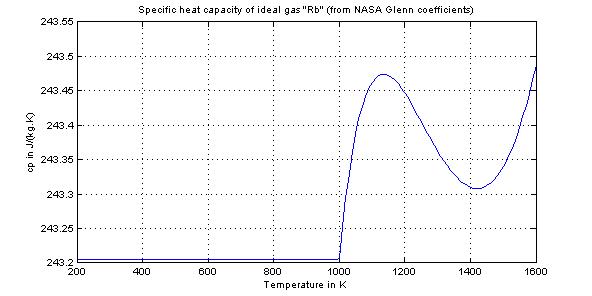 Specific heat capacity of ideal gas "Rb" (from NASA Glenn coefficients)
243.55
243.5
243.45
243.4
243.35
243.3
243.25
243.2
cp in J/(kg.K)
200 400 600 800 1000 1200 1400 1600
Temperature in K